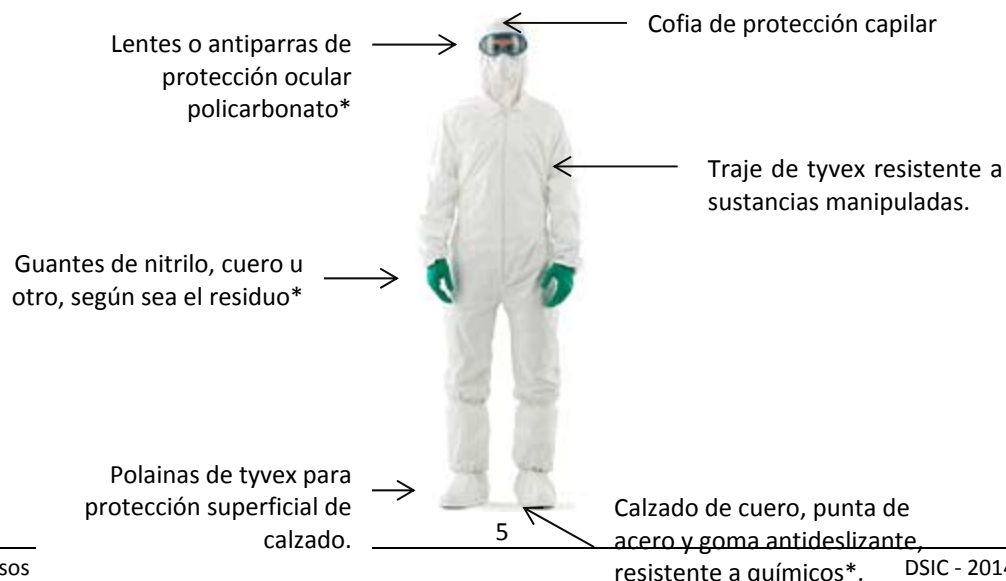 Cofia de protección capilar
Lentes o antiparras de
protección ocular
policarbonato*
Traje de tyvex resistente a
sustancias manipuladas.
Guantes de nitrilo, cuero u
otro, según sea el residuo*
Polainas de tyvex para
protección superficial de
calzado.
Calzado de cuero, punta de
acero y goma antideslizante,
resistente a químicos*.
5
sos
DSIC - 2014